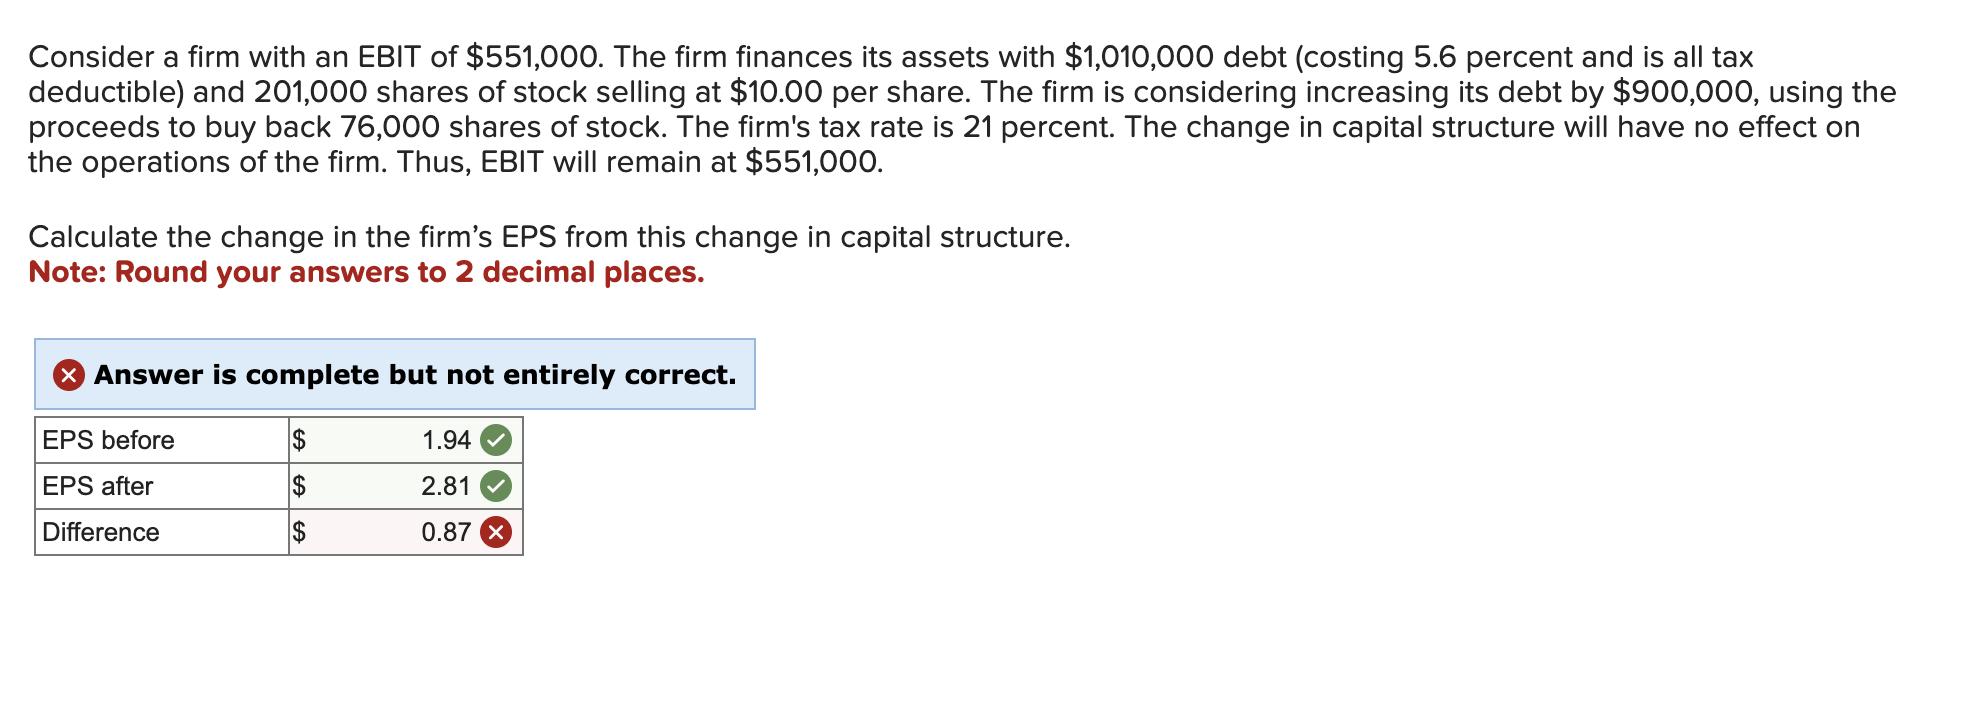 Consider a firm with an EBIT of $551,000. The firm finances its assets with $1,010,000 debt (costing 5.6 percent and is all tax
deductible) and 201,000 shares of stock selling at $10.00 per share. The firm is considering increasing its debt by $900,000, using the
proceeds to buy back 76,000 shares of stock. The firm's tax rate is 21 percent. The change in capital structure will have no effect on
the operations of the firm. Thus, EBIT will remain at $551,000.
Calculate the change in the firm’s EPS from this change in capital structure.
Note: Round your answers to 2 decimal places.
Answer is complete but not entirely correct.
EPS before $ 1.94
EPS after $ 2.81
Difference $ 0.87